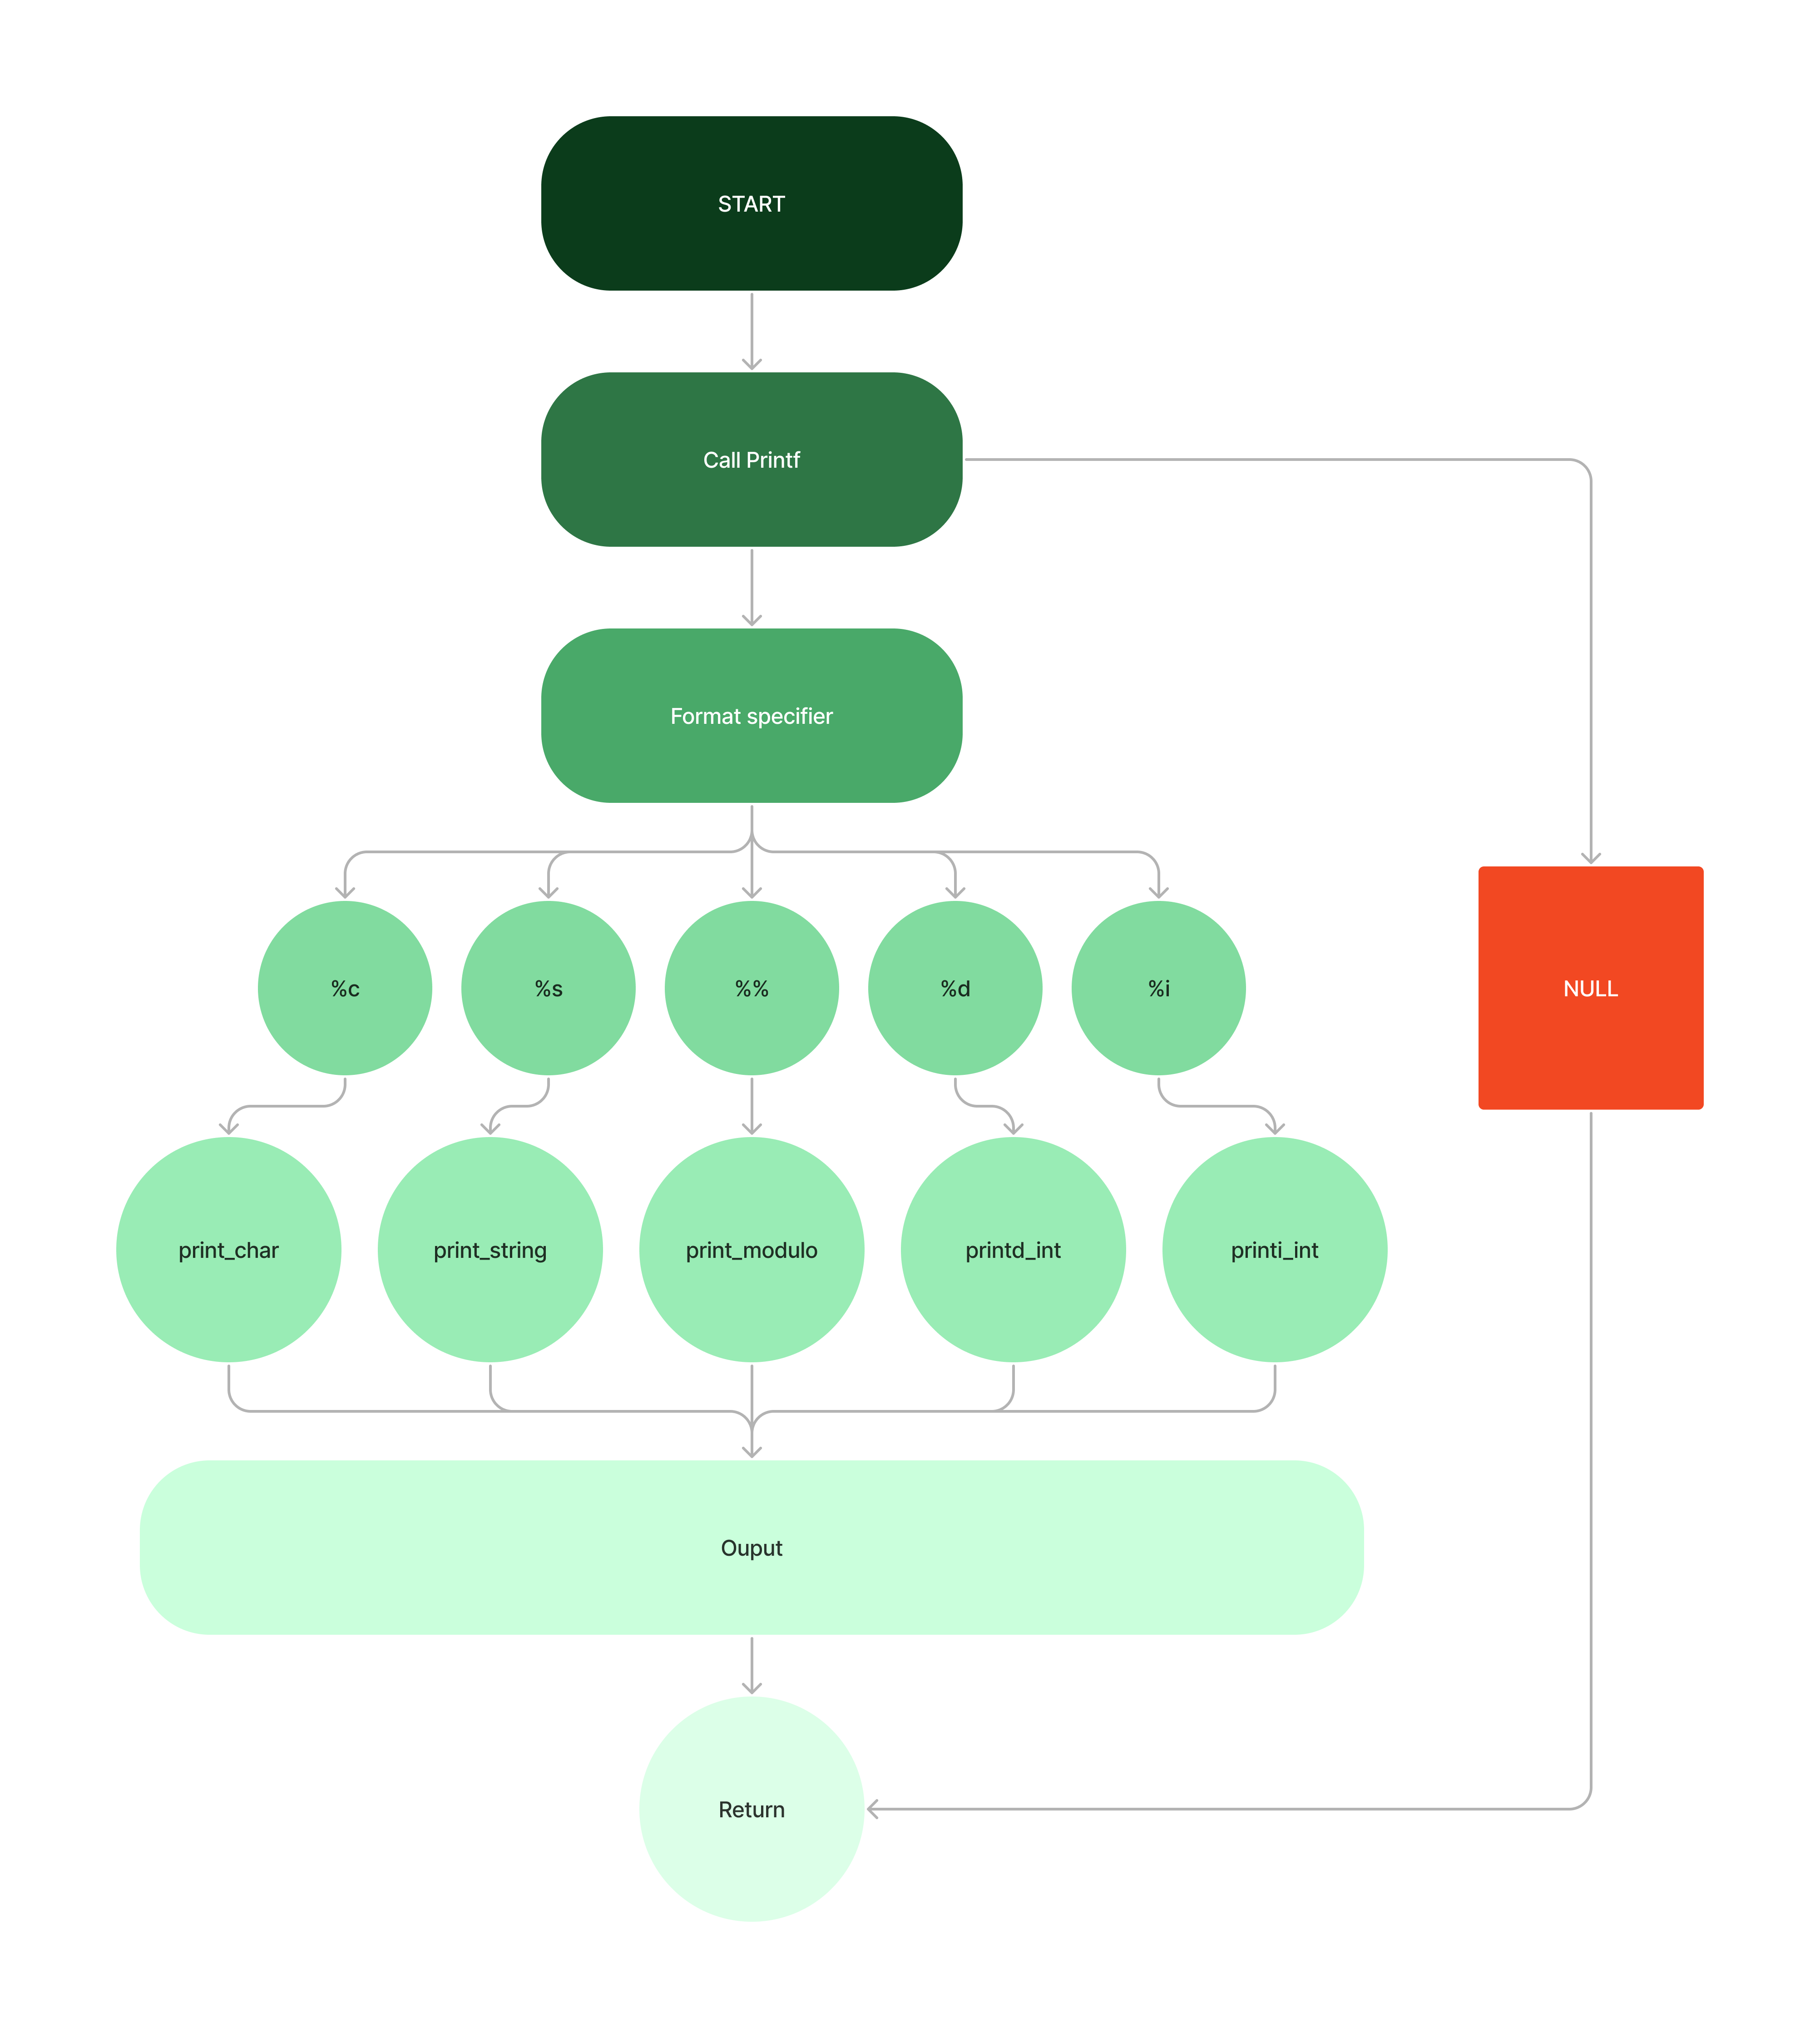 START
Call Printf
Format specifier
%c
%s
%%
%d
%i
NULL
print_char
print_string
print_modulo
printd_int
printi_int
Ouput
Return